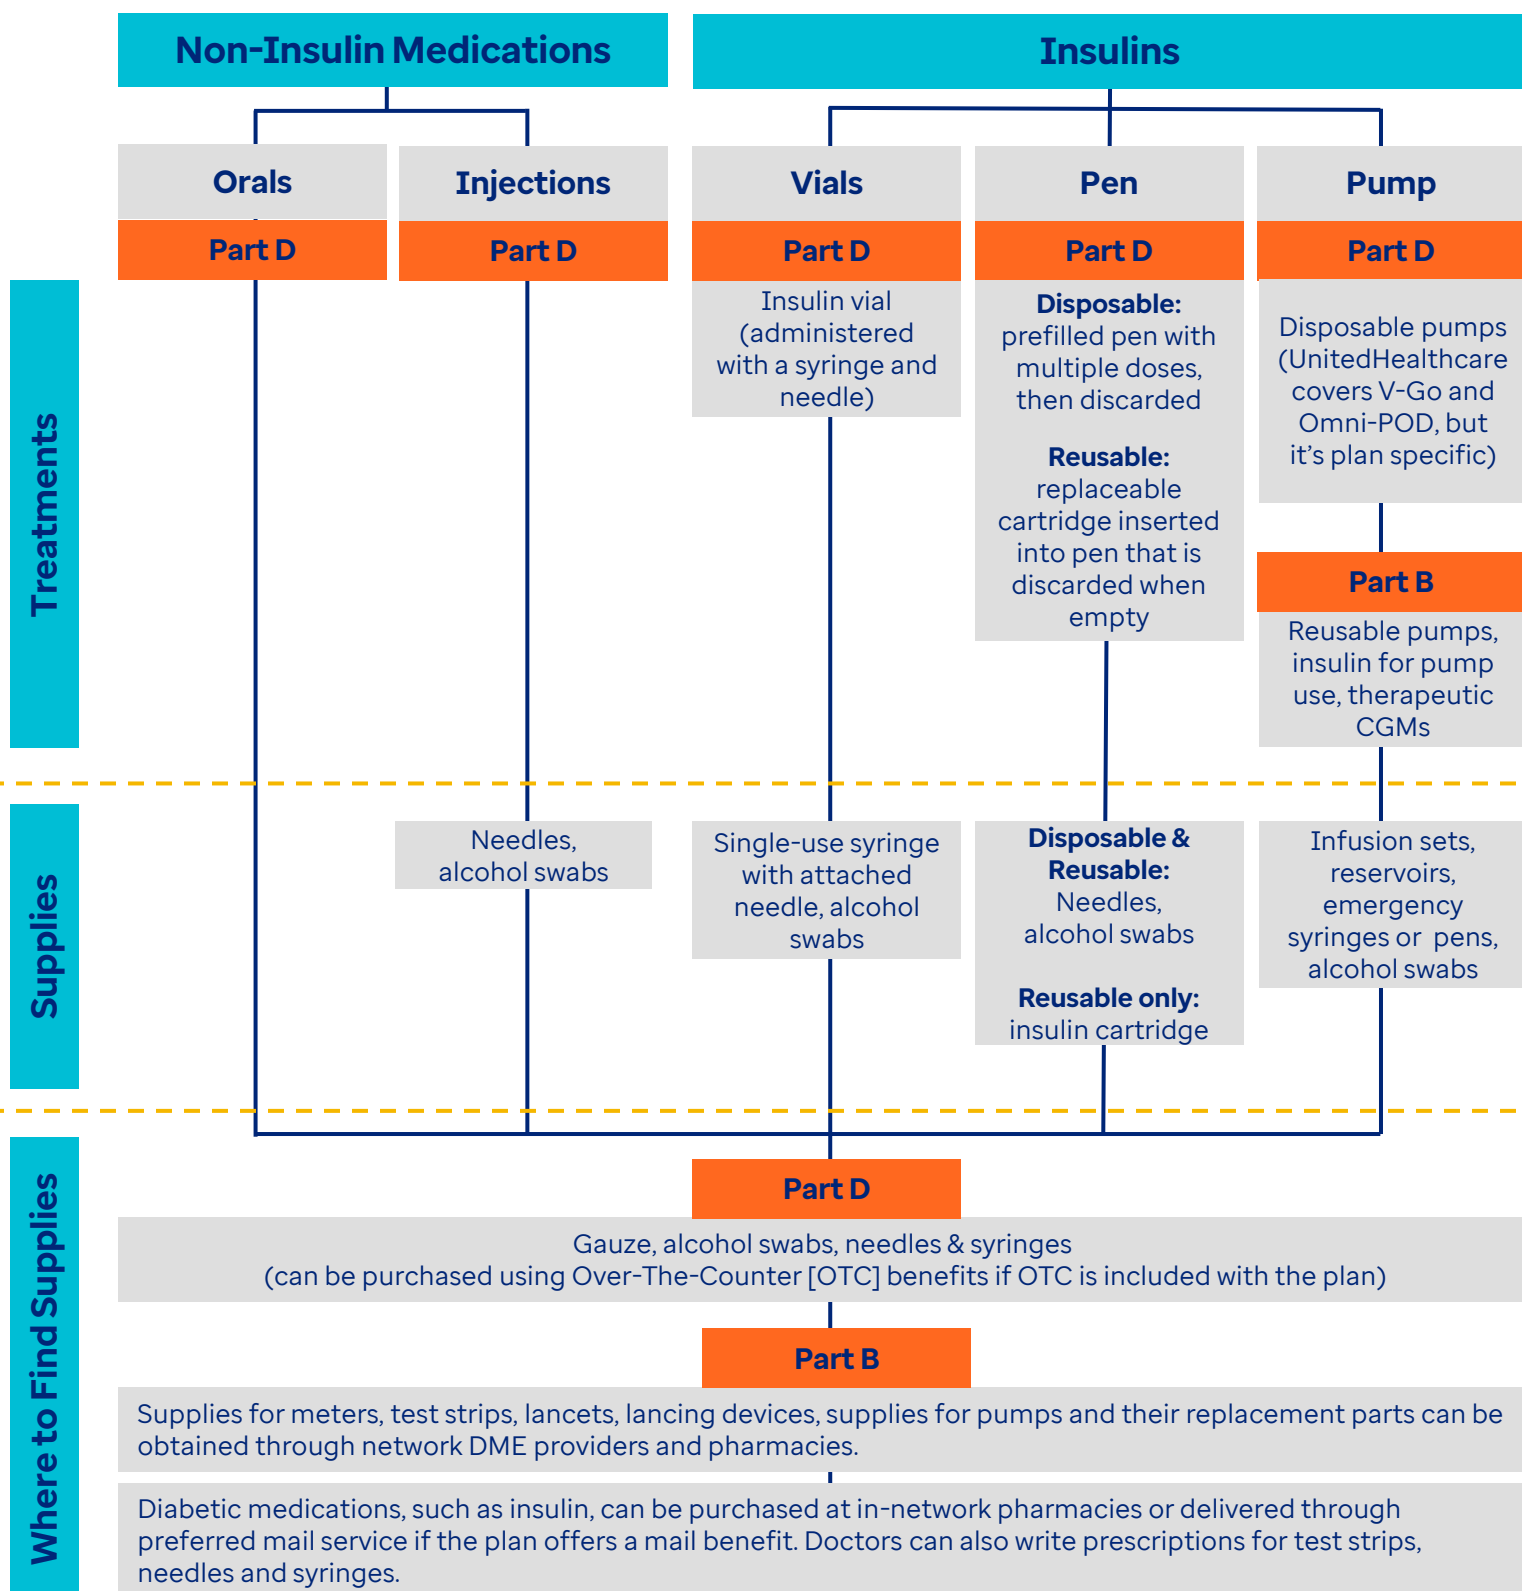 Non-Insulin Medications
Insulins
Orals
Injections
Vials
Pen
Pump
Part D
Part D
Part D
Part D
Part D
Treatments
Insulin vial
(administered
with a syringe and
needle)
Disposable:
prefilled pen with
multiple doses,
then discarded
Reusable:
replaceable
cartridge inserted
into pen that is
discarded when
empty
Disposable pumps
(UnitedHealthcare
covers V-Go and
Omni-POD, but
it's plan specific)
Part B
Reusable pumps,
insulin for pump
use, therapeutic
CGMs
Supplies
Needles,
alcohol swabs
Single-use syringe
with attached
needle, alcohol
swabs
Disposable &
Reusable:
Needles,
alcohol swabs
Reusable only:
insulin cartridge
Infusion sets,
reservoirs,
emergency
syringes or  pens,
alcohol swabs
Where to Find Supplies
Part D
Gauze, alcohol swabs, needles & syringes
(can be purchased using Over-The-Counter [OTC] benefits if OTC is included with the plan)
Part B
Supplies for meters, test strips, lancets, lancing devices, supplies for pumps and their replacement parts can be
obtained through network DME providers and pharmacies.
Diabetic medications, such as insulin, can be purchased at in-network pharmacies or delivered through
preferred mail service if the plan offers a mail benefit. Doctors can also write prescriptions for test strips,
needles and syringes.